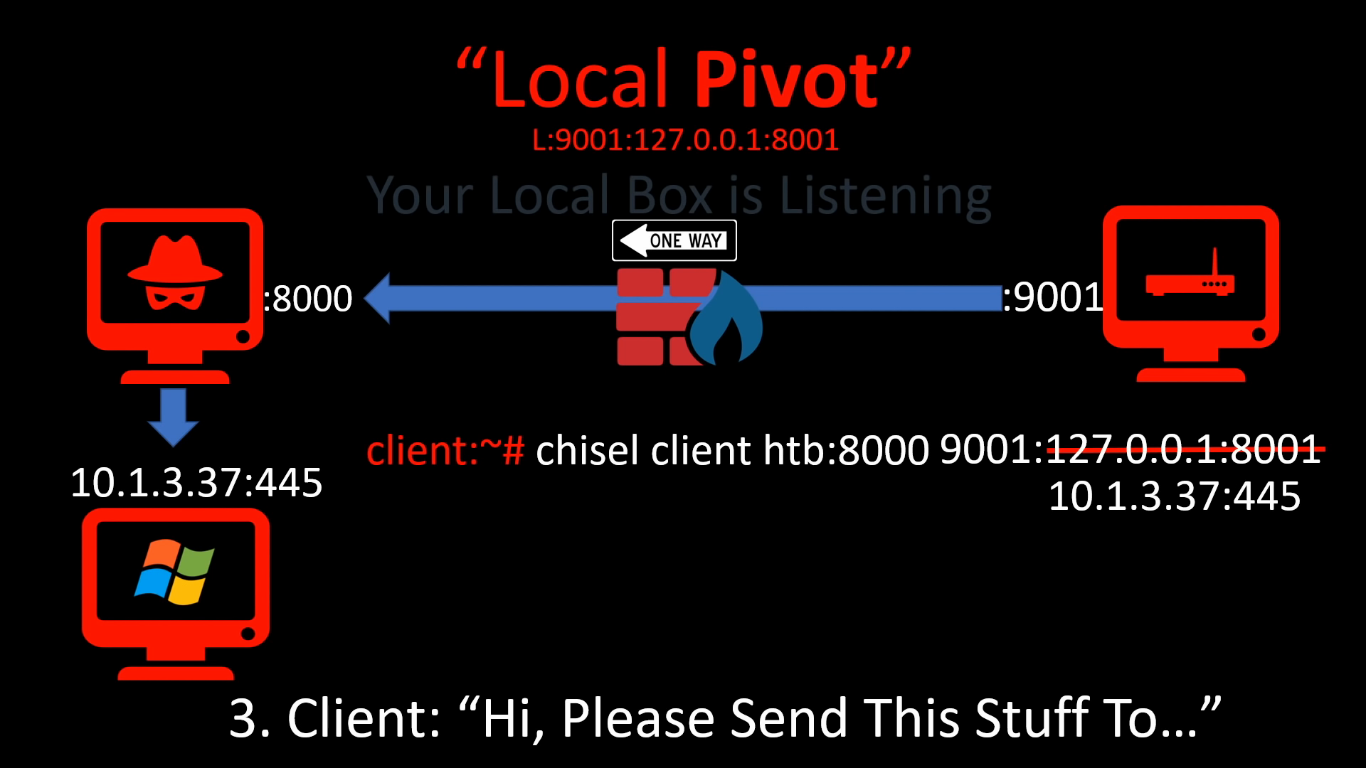 “Local Pivot”
L:9001:127.0.0.1:8001
Your Local Box is Listening
ONE WAY
:8000
:9001
client:~# chisel client htb:8000 9001:127.0.0.1:8001
10.1.3.37:445
10.1.3.37:445
3. Client: “Hi, Please Send This Stuff To…”